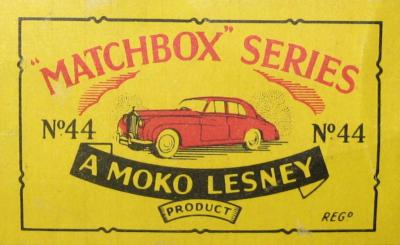 "MATCHBOX" SERIES
Nº44 Nº44
A MOKO LESNEY
PRODUCT
REGD